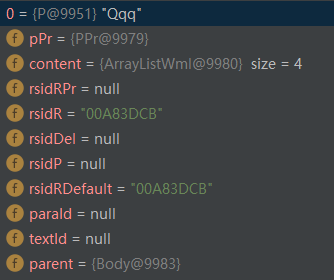 0 = {P@9951} "Qqq"
f pPr = {PPr@9979}
f content = {ArrayListWml@9980} size = 4
f rsidRPr = null
f rsidR = "00A83DCB"
f rsidDel = null
f rsidP = null
f rsidRDefault = "00A83DCB"
f paraId = null
f textId = null
f parent = {Body@9983}